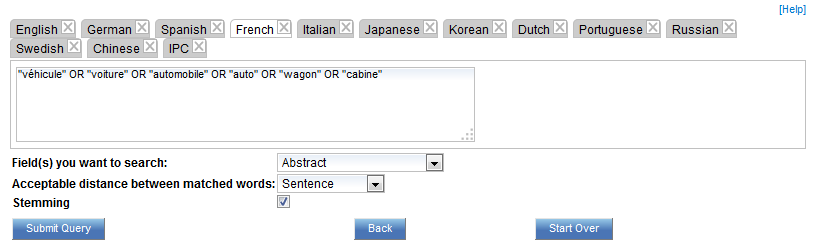 [Help]
English German Spanish French Italian Japanese Korean Dutch Portuguese Russian
Swedish Chinese IPC
"véhicule" OR "voiture" OR "automobile" OR "auto" OR "wagon" OR "cabine"
Field(s) you want to search: Abstract
Acceptable distance between matched words: Sentence
Stemming
Submit Query Back Start Over